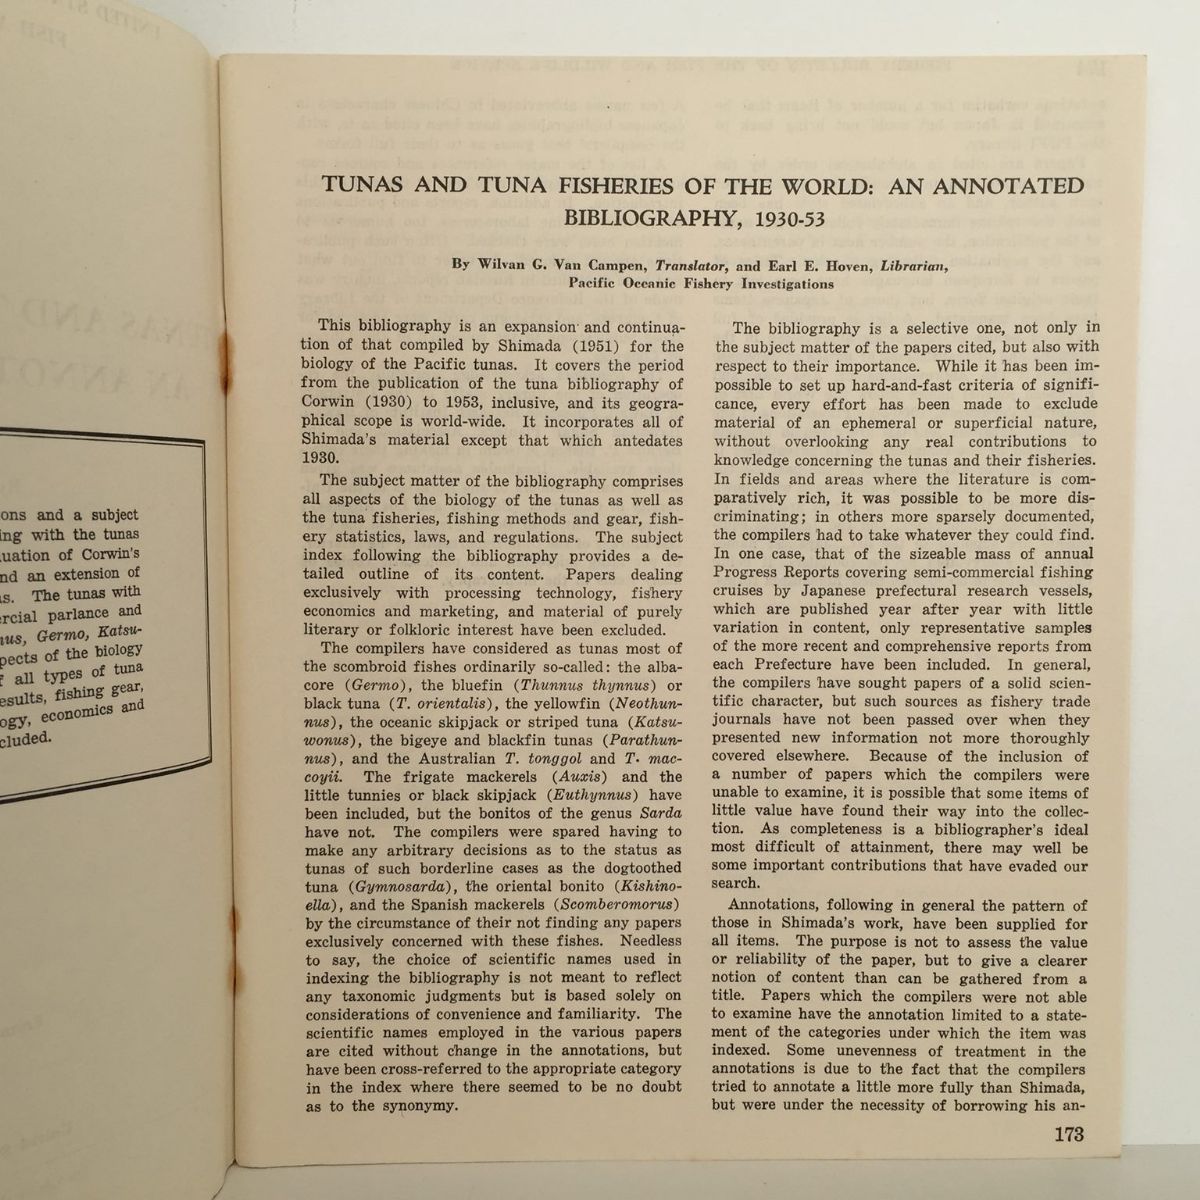 ons and a subject
ing with the tunas
uation of Corwin's
nd an extension of
s. The tunas with
rcial parlance and
nus, Germo, Katsu-
pects of the biology
f all types of tuna
esults, fishing gear,
ogy, economics and
cluded.
TUNAS AND TUNA FISHERIES OF THE WORLD: AN ANNOTATED
BIBLIOGRAPHY, 1930-53
By Wilvan G. Van Campen, Translator, and Earl E. Hoven, Librarian,
Pacific Oceanic Fishery Investigations
This bibliography is an expansion and continua-
tion of that compiled by Shimada (1951) for the
biology of the Pacific tunas. It covers the period
from the publication of the tuna bibliography of
Corwin (1930) to 1953, inclusive, and its geogra-
phical scope is world-wide. It incorporates all of
Shimada's material except that which antedates
1930.
The subject matter of the bibliography comprises
all aspects of the biology of the tunas as well as
the tuna fisheries, fishing methods and gear, fish-
ery statistics, laws, and regulations. The subject
index following the bibliography provides a de-
tailed outline of its content. Papers dealing
exclusively with processing technology, fishery
economics and marketing, and material of purely
literary or folkloric interest have been excluded.
The compilers have considered as tunas most of
the scombroid fishes ordinarily so-called: the alba-
core (Germo), the bluefin (Thunnus thynnus) or
black tuna (T. orientalis), the yellowfin (Neothun-
nus), the oceanic skipjack or striped tuna (Katsu-
wonus), the bigeye and blackfin tunas (Parathun-
nus), and the Australian T. tonggol and T. mac-
coyii. The frigate mackerels (Auxis) and the
little tunnies or black skipjack (Euthynnus) have
been included, but the bonitos of the genus Sarda
have not. The compilers were spared having to
make any arbitrary decisions as to the status as
tunas of such borderline cases as the dogtoothed
tuna (Gymnosarda), the oriental bonito (Kishino-
ella), and the Spanish mackerels (Scomberomorus)
by the circumstance of their not finding any papers
exclusively concerned with these fishes. Needless
to say, the choice of scientific names used in
indexing the bibliography is not meant to reflect
any taxonomic judgments but is based solely on
considerations of convenience and familiarity. The
scientific names employed in the various papers
are cited without change in the annotations, but
have been cross-referred to the appropriate category
in the index where there seemed to be no doubt
as to the synonymy.
The bibliography is a selective one, not only in
the subject matter of the papers cited, but also with
respect to their importance. While it has been im-
possible to set up hard-and-fast criteria of signifi-
cance, every effort has been made to exclude
material of an ephemeral or superficial nature,
without overlooking any real contributions to
knowledge concerning the tunas and their fisheries.
In fields and areas where the literature is com-
paratively rich, it was possible to be more dis-
criminating; in others more sparsely documented,
the compilers had to take whatever they could find.
In one case, that of the sizeable mass of annual
Progress Reports covering semi-commercial fishing
cruises by Japanese prefectural research vessels,
which are published year after year with little
variation in content, only representative samples
of the more recent and comprehensive reports from
each Prefecture have been included. In general,
the compilers have sought papers of a solid scien-
tific character, but such sources as fishery trade
journals have not been passed over when they
presented new information not more thoroughly
covered elsewhere. Because of the inclusion of
a number of papers which the compilers were
unable to examine, it is possible that some items of
little value have found their way into the collec-
tion. As completeness is a bibliographer's ideal
most difficult of attainment, there may well be
some important contributions that have evaded our
search.
Annotations, following in general the pattern of
those in Shimada's work, have been supplied for
all items. The purpose is not to assess the value
or reliability of the paper, but to give a clearer
notion of content than can be gathered from a
title. Papers which the compilers were not able
to examine have the annotation limited to a state-
ment of the categories under which the item was
indexed. Some unevenness of treatment in the
annotations is due to the fact that the compilers
tried to annotate a little more fully than Shimada,
but were under the necessity of borrowing his an-
173